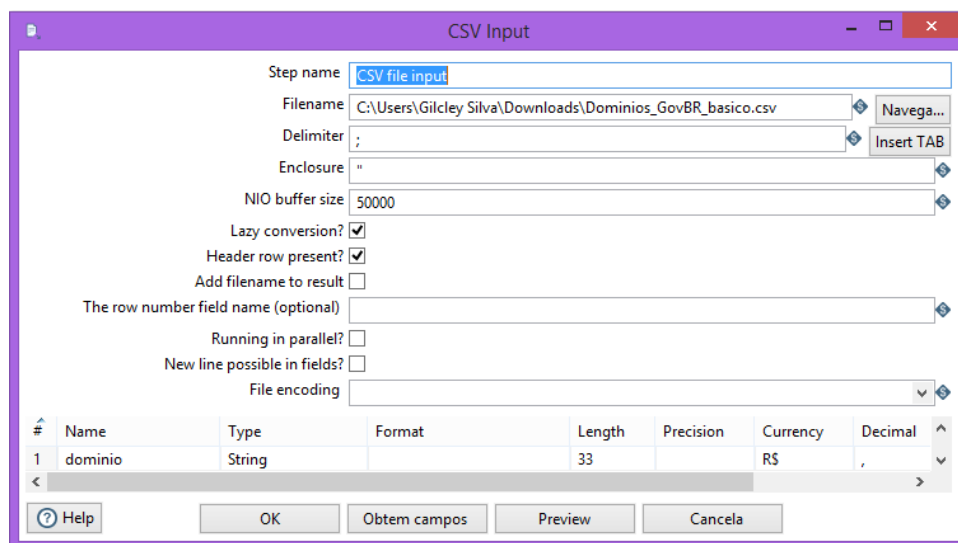 CSV Input
Step name CSV file input
Filename C:\Users\Gilcley Silva\Downloads\Dominios_GovBR_basico.csv Navega...
Delimiter ; Insert TAB
Enclosure "
NIO buffer size 50000
Lazy conversion?
Header row present?
Add filename to result
The row number field name (optional)
Running in parallel?
New line possible in fields?
File encoding
# Name Type Format Length Precision Currency Decimal
1 dominio String 33 R$ ,
Help OK Obtem campos Preview Cancela